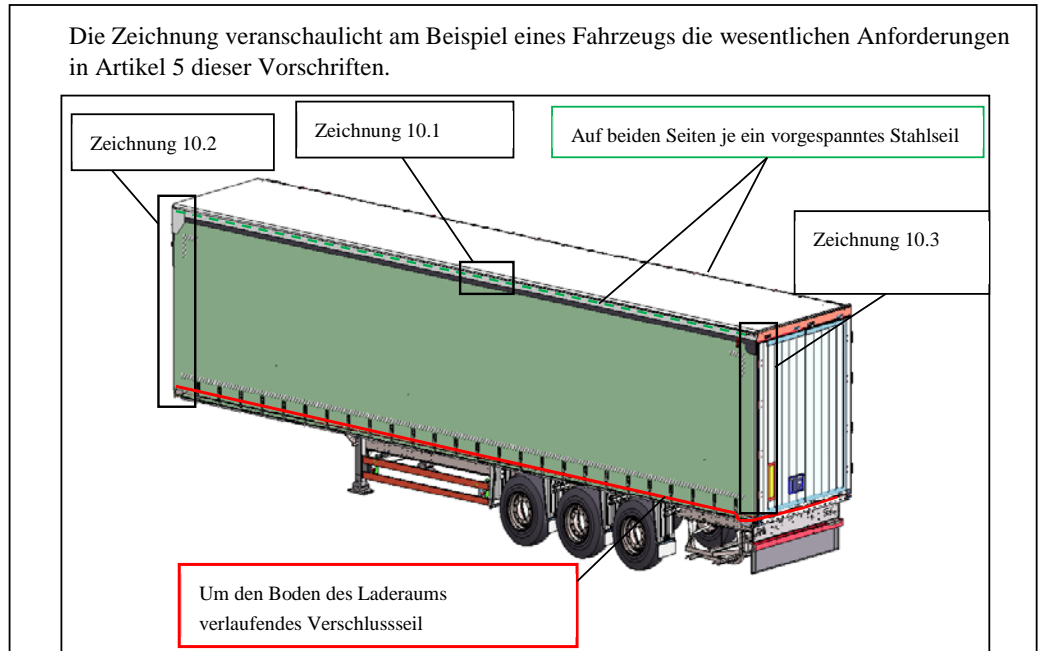 Die Zeichnung veranschaulicht am Beispiel eines Fahrzeugs die wesentlichen Anforderungen
in Artikel 5 dieser Vorschriften.
Zeichnung 10.2
Zeichnung 10.1
Auf beiden Seiten je ein vorgespanntes Stahlseil
Zeichnung 10.3
Um den Boden des Laderaums
verlaufendes Verschlussseil